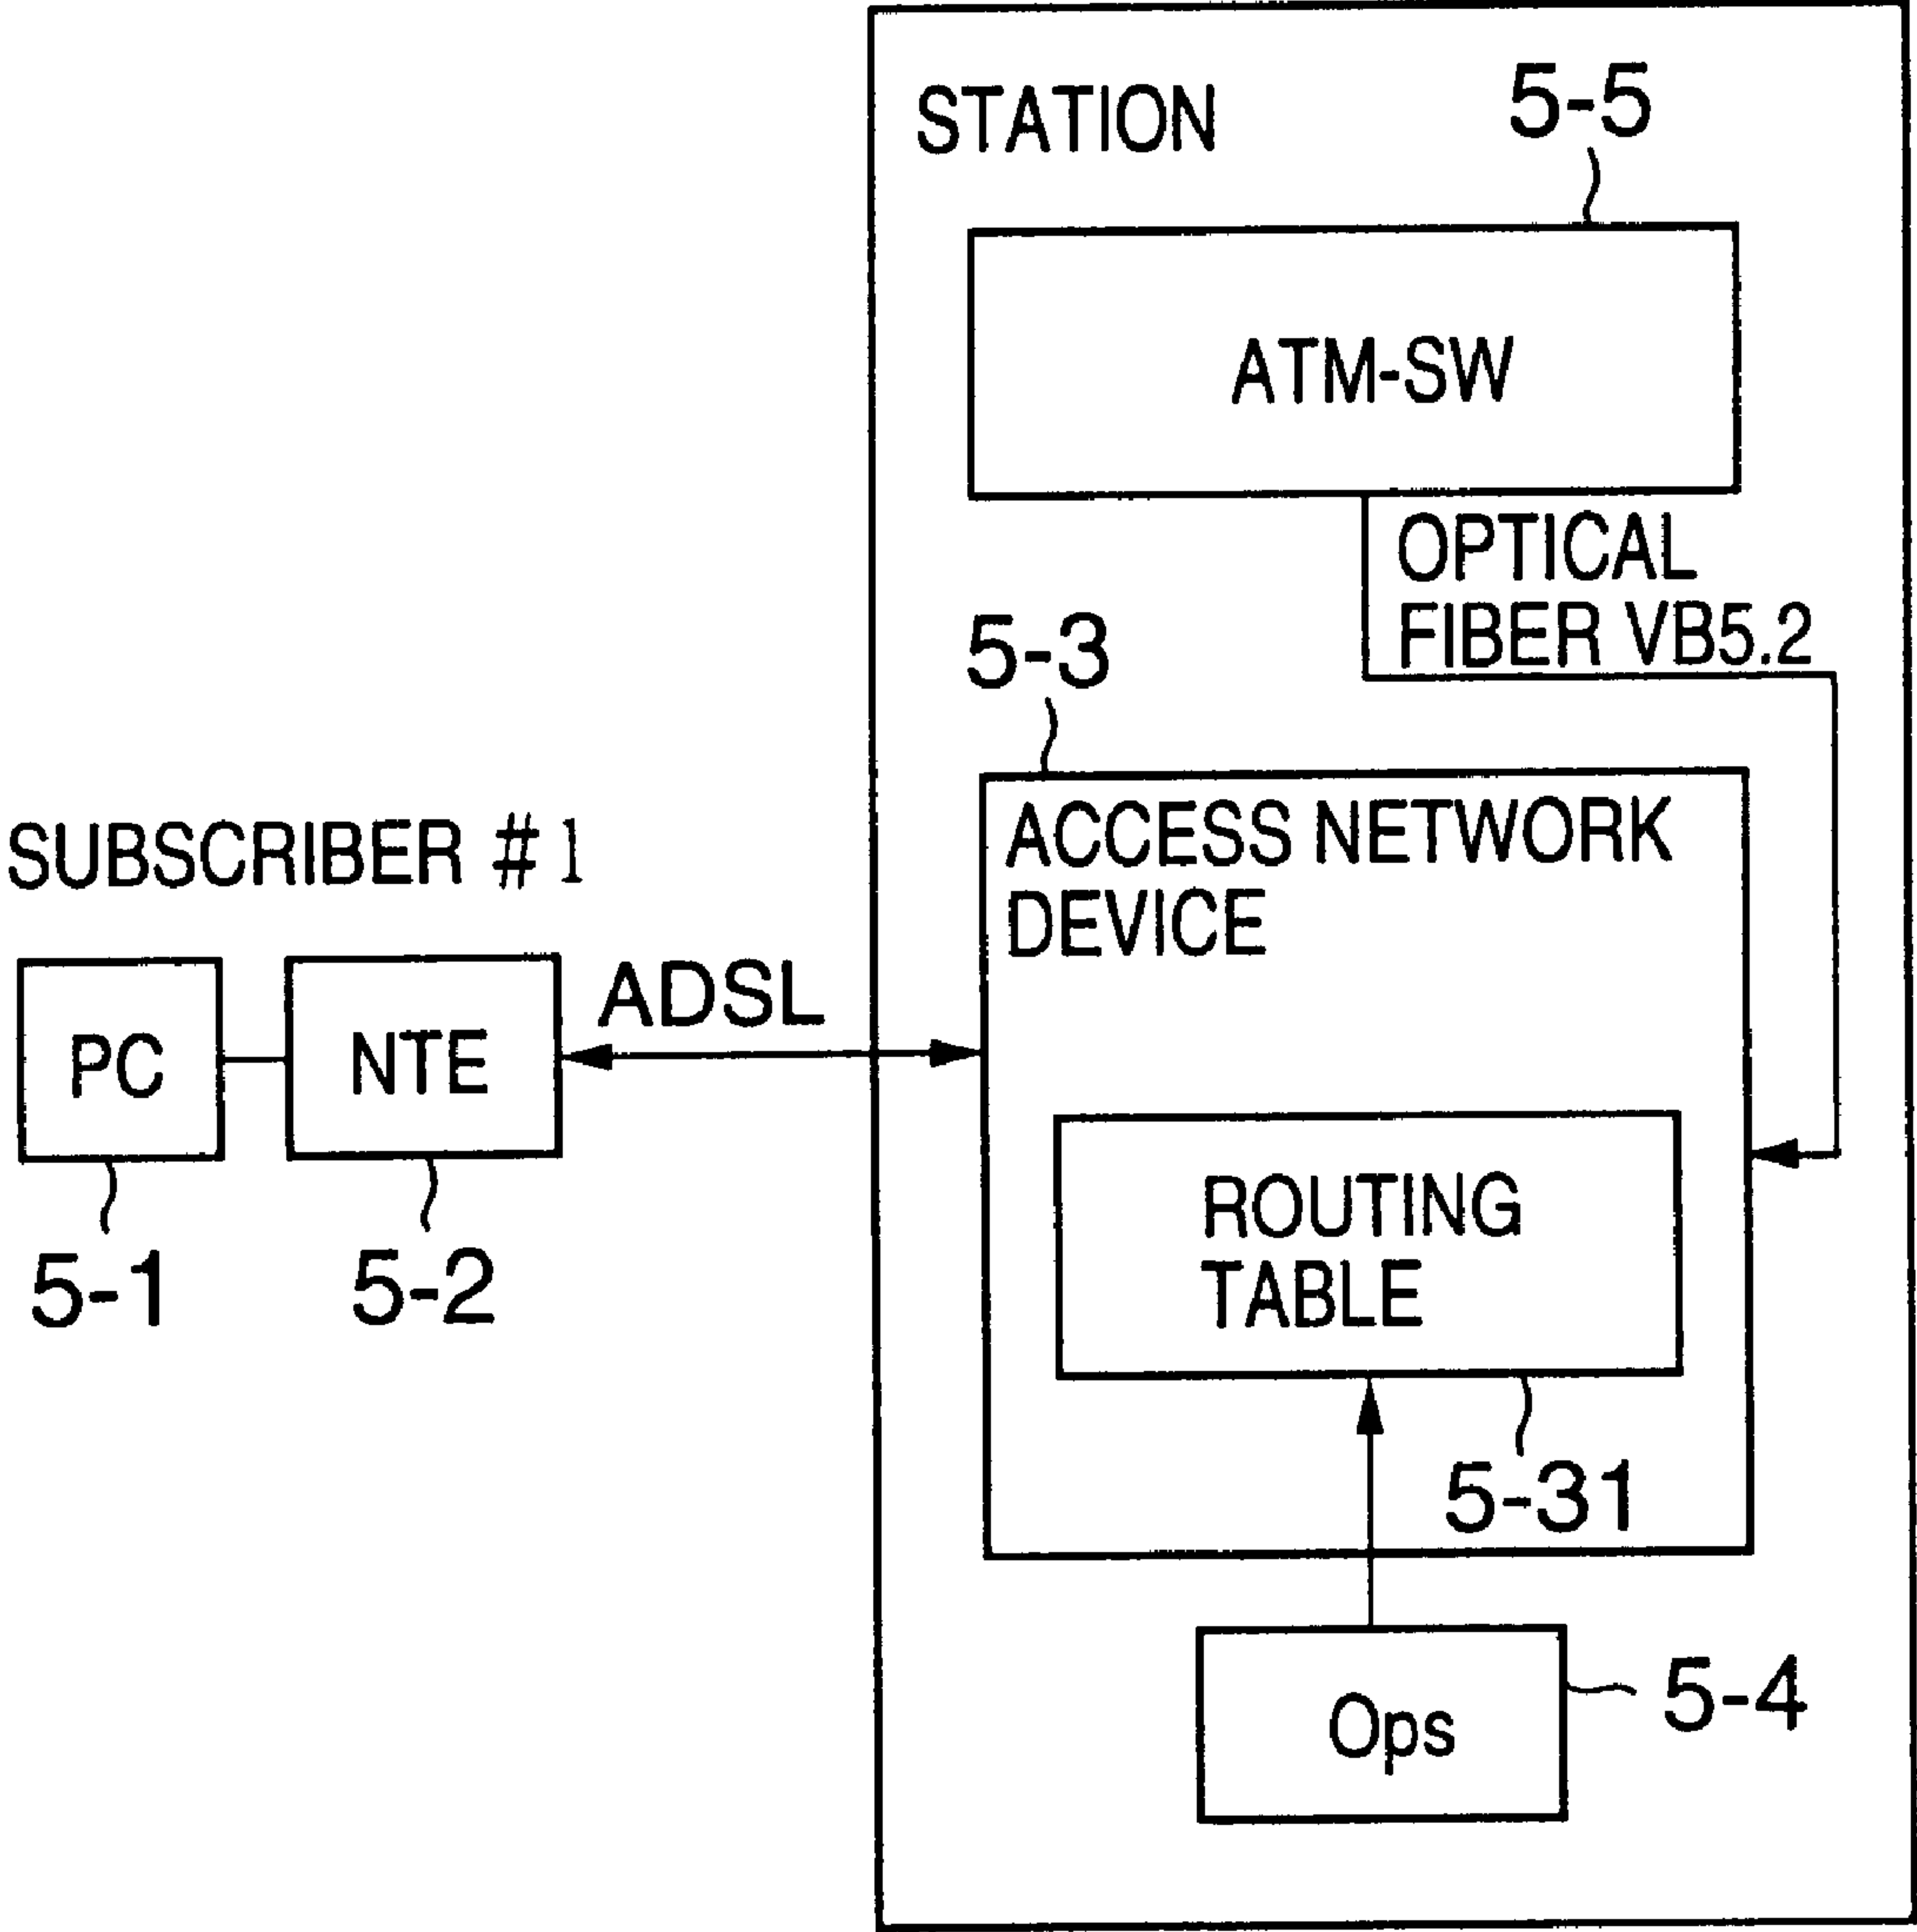 STATION
5-5
ATM-SW
OPTICAL
FIBER VB5.2
5-3
ACCESS NETWORK
DEVICE
SUBSCRIBER #1
PC
NTE
ADSL
5-1
5-2
ROUTING
TABLE
5-31
Ops
5-4